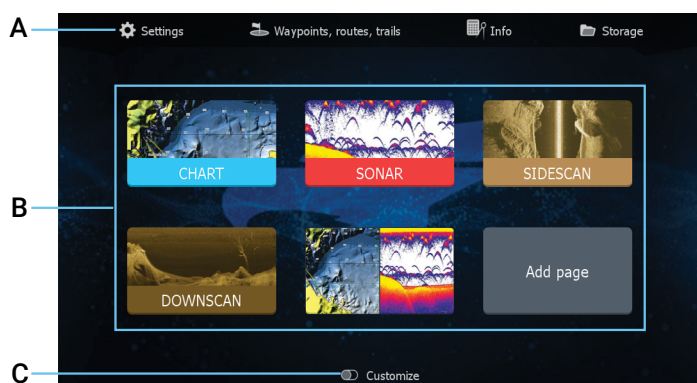 A
Settings
Waypoints, routes, trails
Info
Storage
B
CHART
SONAR
SIDESCAN
DOWNSCAN
Add page
C
Customize